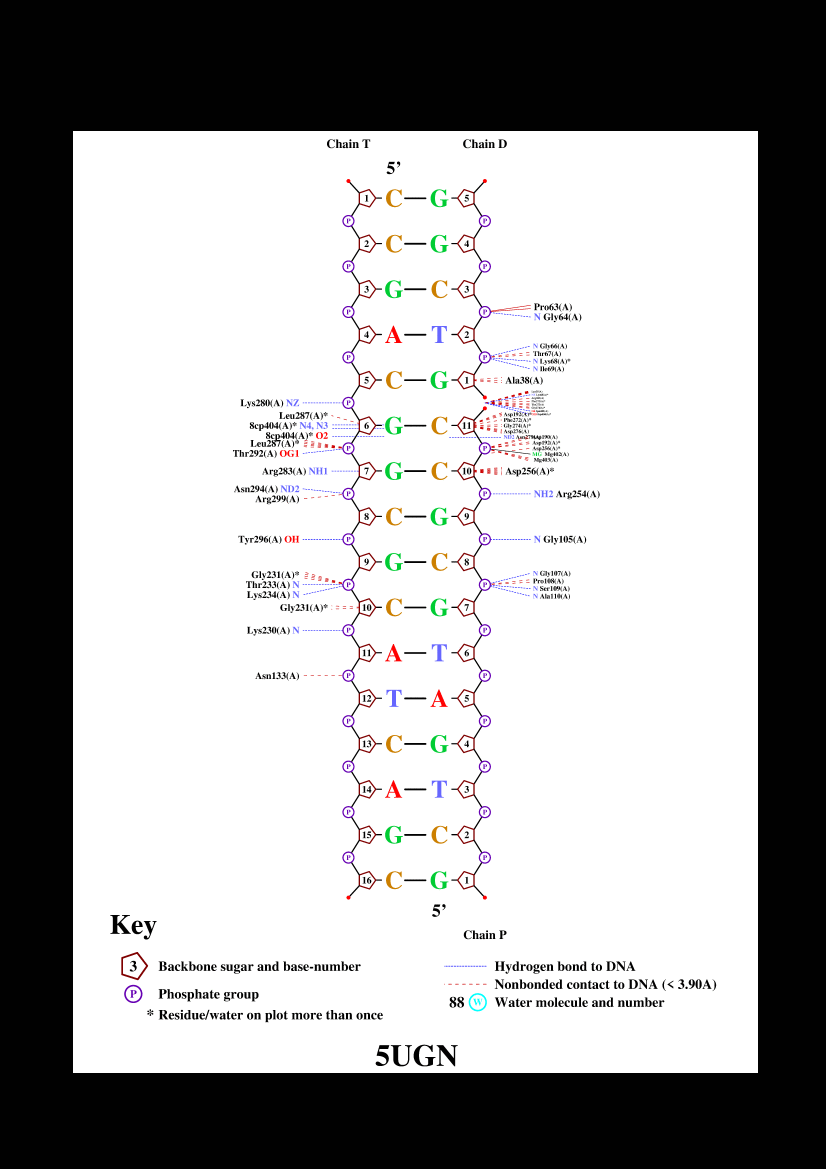 Chain T Chain D
5’
1 C G 5
P P
2 C G 4
P P
3 G C 3
Pro63(A)
P P
N Gly64(A)
4 A T 2
N Gly66(A)
Thr67(A)
P P
N Lys68(A)*
N Ile69(A)
5 C G 1 Ala38(A)
Lys280(A) NZ P
Leu287(A)* Asp192(A)*
Phe272(A)*
8cp404(A)* N4, N3 6 G C 11 Gly274(A)*
Asp276(A)
8cp404(A)* O2 ND2
Asp190(A)
Leu287(A)* Asp192(A)*
P P Asp256(A)*
Thr292(A) OG1 MG Mg402(A)
Mg403(A)
Arg283(A) NH1 7 G C 10 Asp256(A)*
Asn294(A) ND2 P P NH2 Arg254(A)
Arg299(A)
8 C G 9
Tyr296(A) OH P P N Gly105(A)
9 G C 8
Gly231(A)* N Gly107(A)
Thr233(A) N P P Pro108(A)
Lys234(A) N N Ser109(A)
N Ala110(A)
Gly231(A)* 10 C G 7
Lys230(A) N P P
11 A T 6
Asn133(A) P P
12 T A 5
P P
13 C G 4
P P
14 A T 3
P P
15 G C 2
P P
16 C G 1
5’
Key
Chain P
3 Backbone sugar and base-number
P Phosphate group
* Residue/water on plot more than once
Hydrogen bond to DNA
Nonbonded contact to DNA (< 3.90A)
88 W Water molecule and number
5UGN